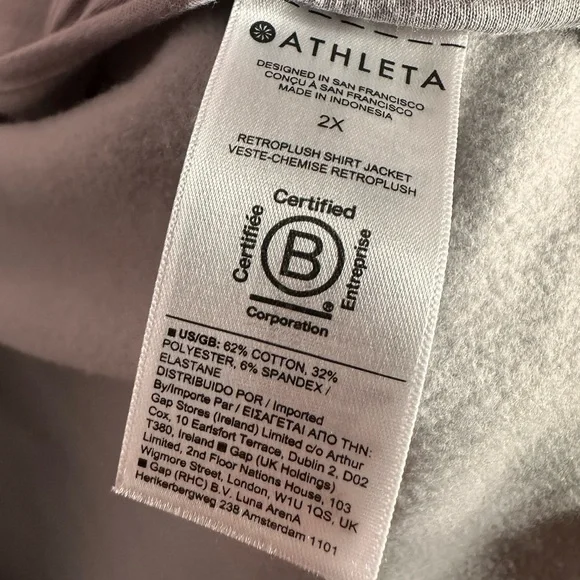 ATHLETA
DESIGNED IN SAN FRANCISCO
CONÇU À SAN FRANCISCO
MADE IN INDONESIA
2X
RETROPLUSH SHIRT JACKET
VESTE-CHEMISE RETROPLUSH
Certified
Certifiée
B
Entreprise
®
Corporation
■ US/GB: 62% COTTON, 32%
POLYESTER, 6% SPANDEX /
ELASTANE
DISTRIBUIDO POR / Imported
By/Importe Par / ΕΙΣΑΓΕΤΑΙ ΑΠΟ ΤΗΝ:
Gap Stores (Ireland) Limited c/o Arthur
Cox, 10 Earlsfort Terrace, Dublin 2, D02
T380, Ireland ■ Gap (UK Holdings)
Limited, 2nd Floor Nations House, 103
Wigmore Street, London, W1U 1QS, UK
■ Gap (RHC) B.V. Luna ArenA
Herikerbergweg 238 Amsterdam 1101